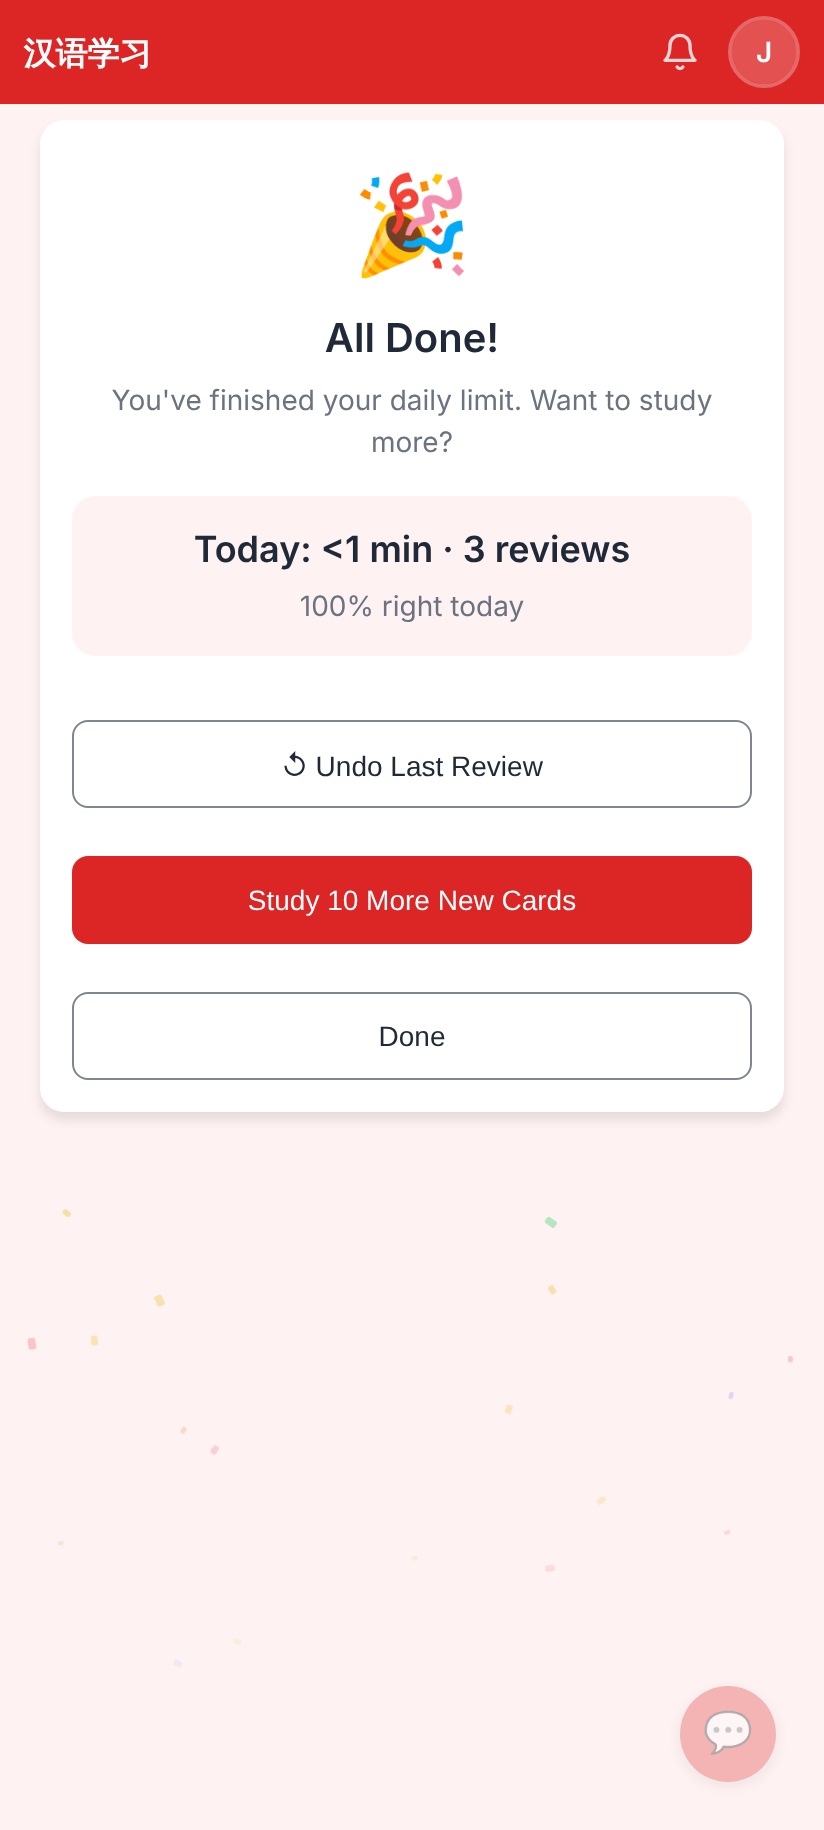 汉语学习
J
All Done!
You've finished your daily limit. Want to study
more?
Today: <1 min · 3 reviews
100% right today
Undo Last Review
Study 10 More New Cards
Done